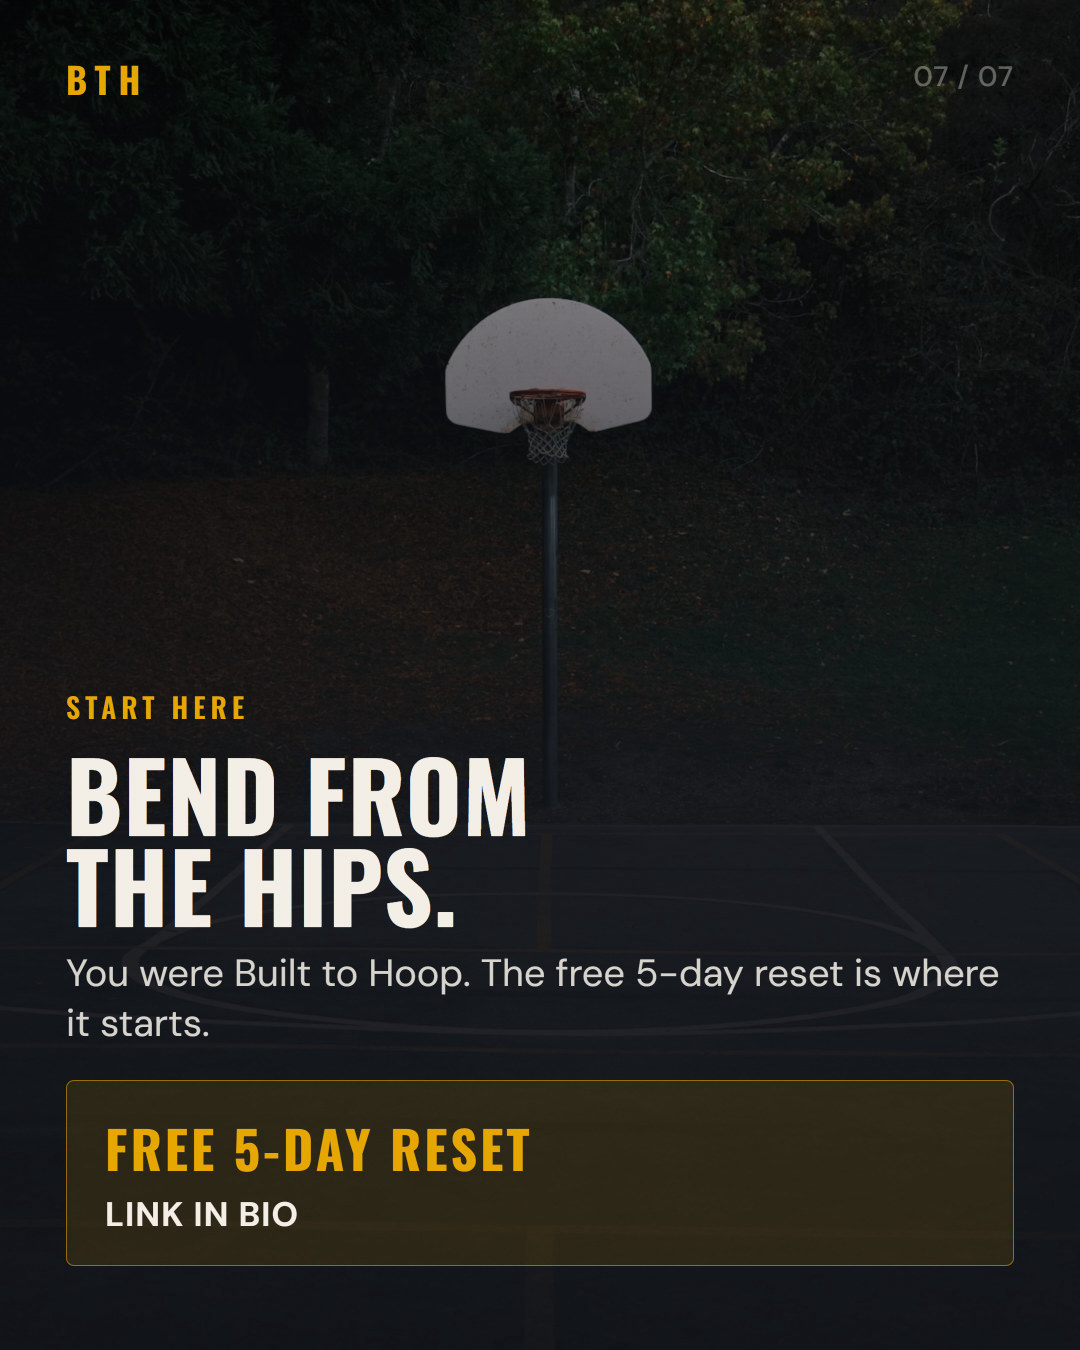 BTH
07 / 07
START HERE
BEND FROM
THE HIPS.
You were Built to Hoop. The free 5-day reset is where
it starts.
FREE 5-DAY RESET
LINK IN BIO